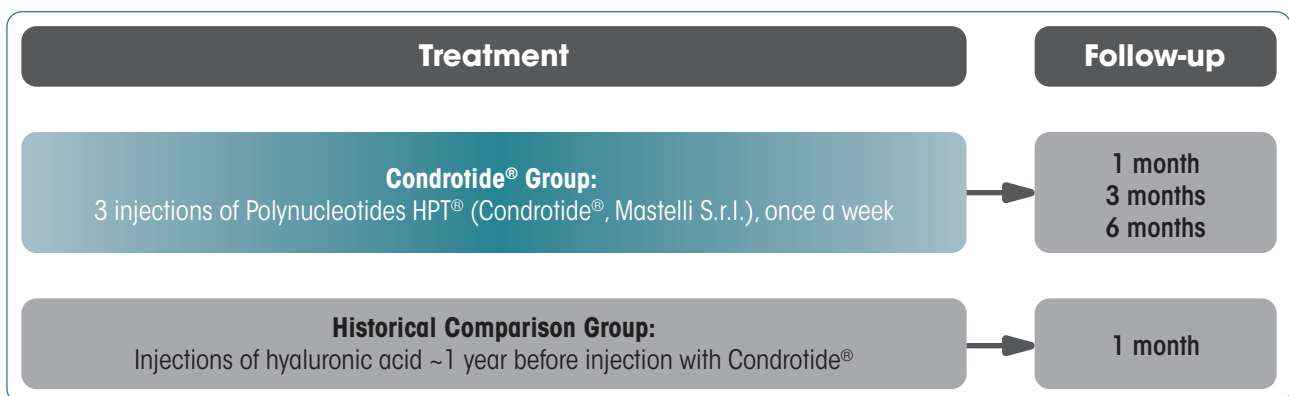 Treatment
Follow-up
Condrotide® Group:
3 injections of Polynucleotides HPT® (Condrotide®, Mastelli S.r.l.), once a week
1 month
3 months
6 months
Historical Comparison Group:
Injections of hyaluronic acid ~1 year before injection with Condrotide®
1 month